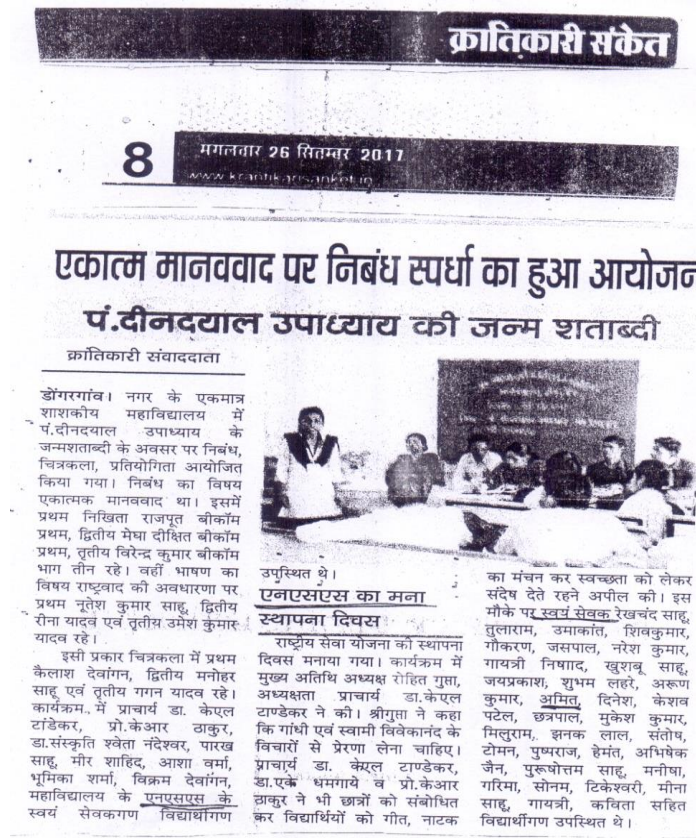 क्रातिकारी संकेत
8
मगलवार 26 सितम्बर 2017
www.krantikarisanket.in
एकात्म मानववाद पर निबंध स्पर्धा का हुआ आयोजन
पं.दीनदयाल उपाध्याय की जन्म शताब्दी
क्रातिकारी संवाददाता
डोंगरगांव। नगर के एकमात्र
शाशकीय महाविद्यालय में
पं.दीनदयाल उपाध्याय के
जन्मशताब्दी के अवसर पर निबंध,
चित्रकला, प्रतियोगिता आयोजित
किया गया। निबंध का विषय
एकात्मक मानववाद था। इसमें
प्रथम निखिता राजपूत बीकॉम
प्रथम, द्वितीय मेघा दीक्षित बीकॉम
प्रथम, तृतीय विरेन्द्र कुमार बीकॉम
भाग तीन रहे। वहीं भाषण का
विषय राष्ट्रवाद की अवधारणा पर
प्रथम नूतेश कुमार साहू, द्वितीय
रीना यादव एवं तृतीय उमेश कुमार
यादव रहे।
इसी प्रकार चित्रकला में प्रथम
कैलाश देवांगन, द्वितीय मनोहर
साहू एवं तृतीय गगन यादव रहे।
कार्यक्रम में प्राचार्य डा. केएल
टांडेकर, प्रो.केआर ठाकुर,
डा.संस्कृति श्वेता नंदेश्वर, पारख
साहू, मीर शाहिद, आशा वर्मा,
भूमिका शर्मा, विक्रम देवांगन,
महाविद्यालय के एनएसएस के
स्वयं सेवकगण विद्यार्थीगण
उपस्थित थे।
एनएसएस का मना
स्थापना दिवस
राष्ट्रीय सेवा योजना की स्थापना
दिवस मनाया गया। कार्यक्रम में
मुख्य अतिथि अध्यक्ष रोहित गुप्ता,
अध्यक्षता प्राचार्य डा.केएल
टाण्डेकर ने की। श्रीगुप्ता ने कहा
कि गांधी एवं स्वामी विवेकानंद के
विचारों से प्रेरणा लेना चाहिए।
प्राचार्य डा. केएल टाण्डेकर,
डा.एके धमगाये व प्रो.केआर
ठाकुर ने भी छात्रों को संबोधित
कर विद्यार्थियों को गीत, नाटक
का मंचन कर स्वच्छता को लेकर
संदेष देते रहने अपील की। इस
मौके पर स्वयं सेवक रेखचंद साहू,
तुलाराम, उमाकांत, शिवकुमार,
गौकरण, जसपाल, नरेश कुमार,
गायत्री निषाद, खुशबू साहू,
जयप्रकाश, शुभम लहरे, अरूण
कुमार, अमित, दिनेश, केशव
पटेल, छत्रपाल, मुकेश कुमार,
मिलुराम, झनक लाल, संतोष,
टोमन, पुष्पराज, हेमंत, अभिषेक
जैन, पुरूषोत्तम साहू, मनीषा,
गरिमा, सोनम, टिकेश्वरी, मीना
साहू, गायत्री, कविता सहित
विद्यार्थीगण उपस्थित थे।